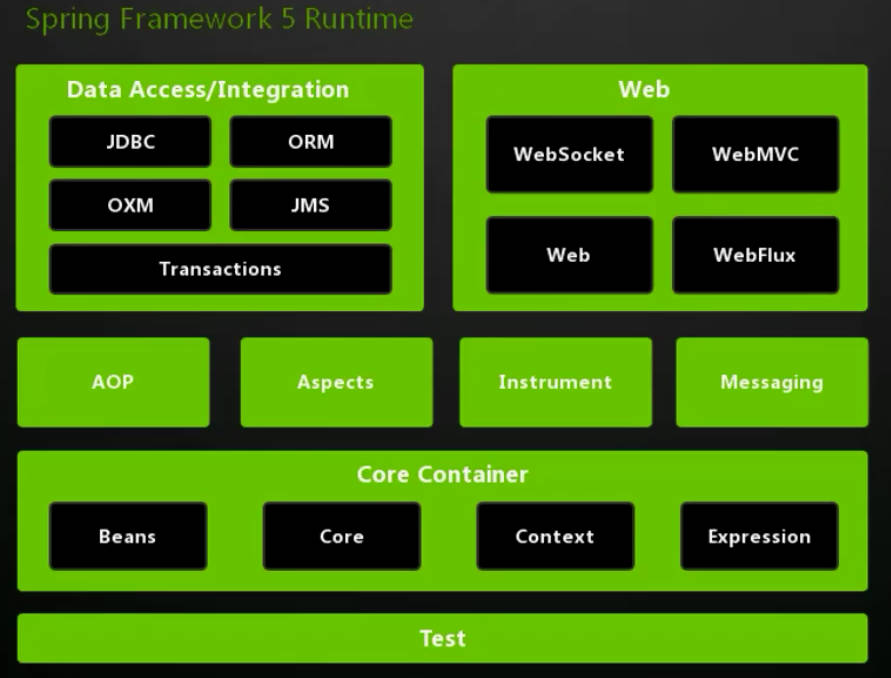 Spring Framework 5 Runtime
Data Access/Integration
JDBC
ORM
OXM
JMS
Transactions
Web
WebSocket
WebMVC
Web
WebFlux
AOP
Aspects
Instrument
Messaging
Core Container
Beans
Core
Context
Expression
Test